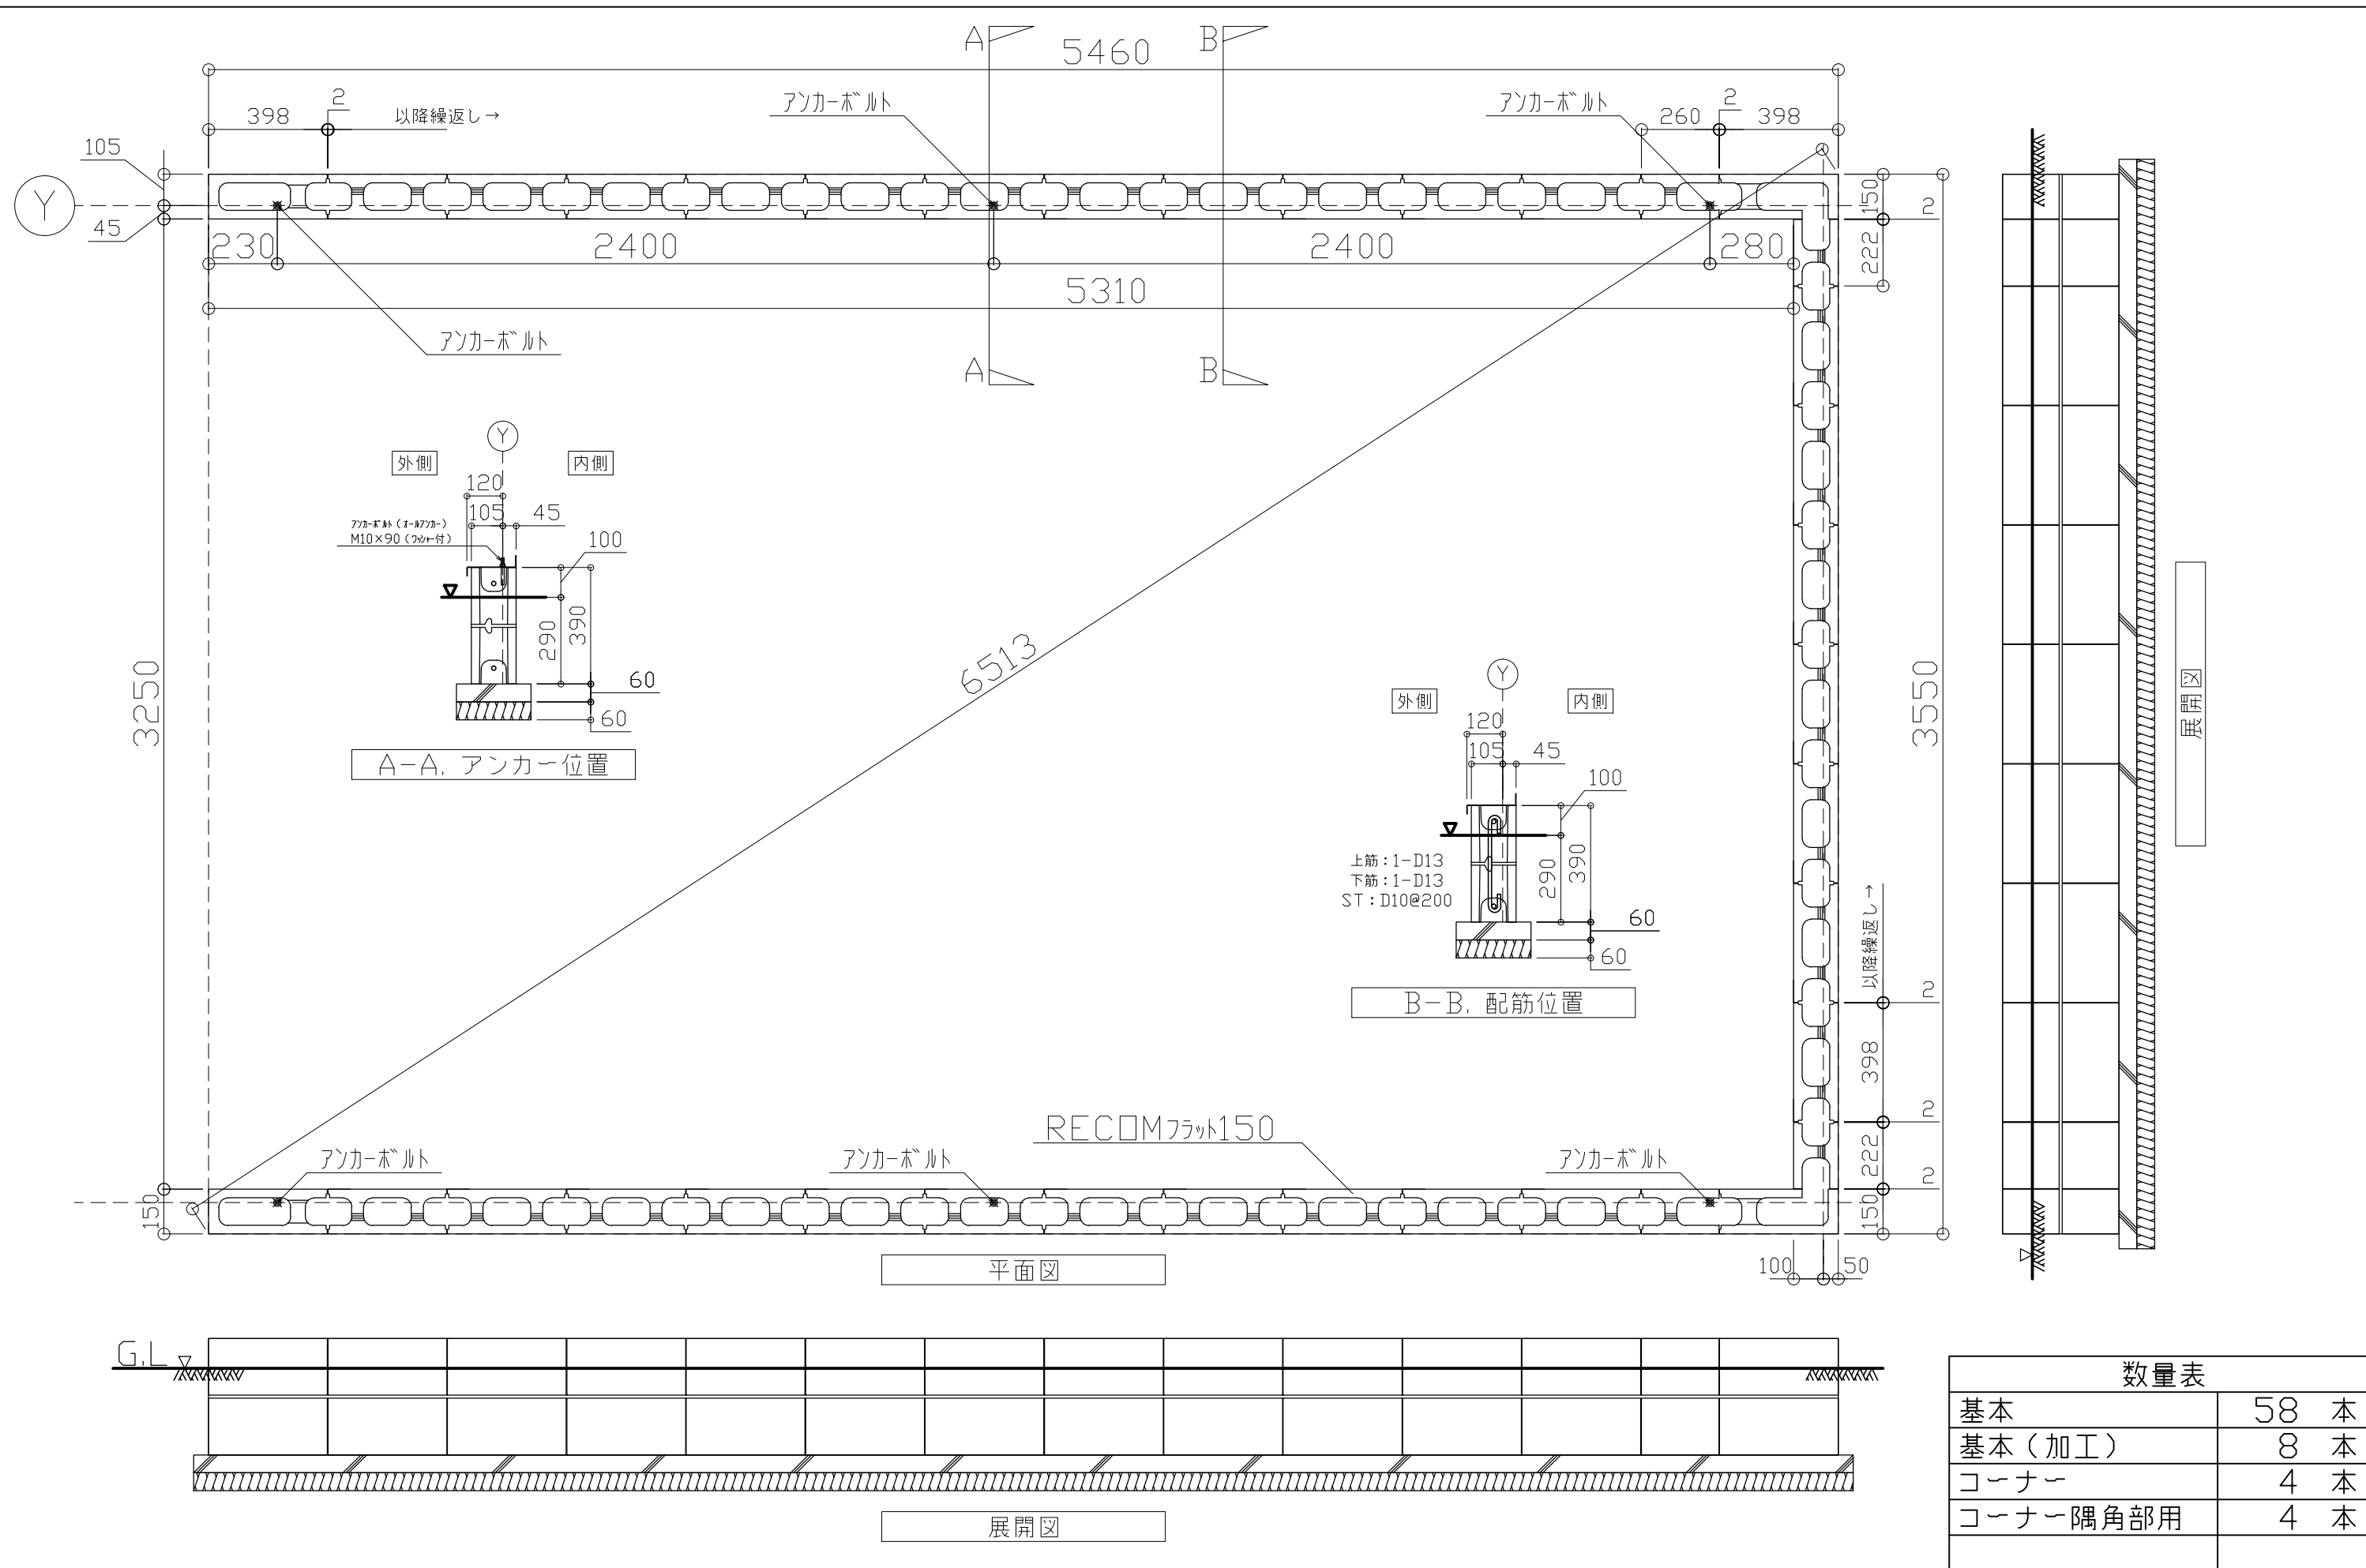 A
B
5460
398
2
以降繰返し→
アンカーボルト
アンカーボルト
2
260
398
105
Y
45
150
2
222
230
2400
2400
280
5310
アンカーボルト
A
B
Y
外側
内側
120
105
45
アンカーボルト（オールアンカー）
M10×90（ワッシャー付）
100
290
390
60
60
A-A. アンカー位置
3250
6513
3550
展開図
Y
外側
内側
120
105
45
100
上筋：1-D13
下筋：1-D13
ST：D10@200
290
390
60
60
B-B. 配筋位置
以降繰返し→
2
398
2
222
2
150
RECOMフラット150
アンカーボルト
アンカーボルト
アンカーボルト
150
100
50
平面図
G.L
展開図
数量表
基本 58 本
基本（加工） 8 本
コーナー 4 本
コーナー隅角部用 4 本